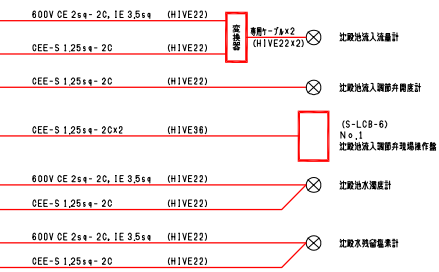 600V CE 2sq- 2C, IE 3.5sq (HIVE22)
CEE-S 1.25sq- 2C (HIVE22)
変換器
専用ケーブル×2
(HIVE22×2)
沈殿池流入流量計
CEE-S 1.25sq- 2C (HIVE22)
沈殿池流入調節弁開度計
CEE-S 1.25sq- 2C×2 (HIVE36)
(S-LCB-6)
No.1
沈殿池流入調節弁現場操作盤
600V CE 2sq- 2C, IE 3.5sq (HIVE22)
沈殿池水濁度計
CEE-S 1.25sq- 2C (HIVE22)
600V CE 2sq- 2C, IE 3.5sq (HIVE22)
沈殿水残留塩素計
CEE-S 1.25sq- 2C (HIVE22)